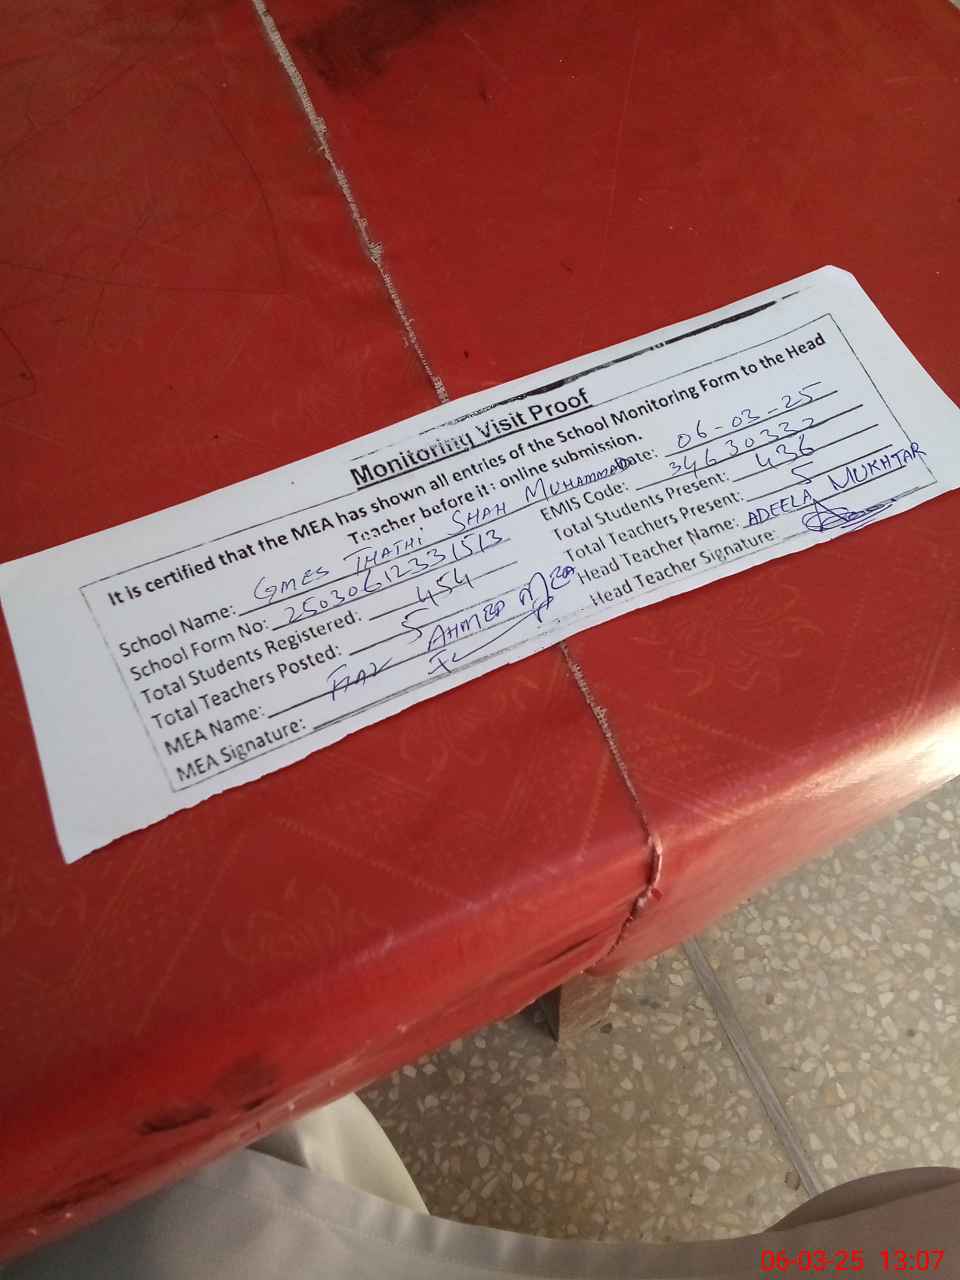 Monitoring Visit Proof
It is certified that the MEA has shown all entries of the School Monitoring Form to the Head
Teacher before it's online submission.
School Name: GMES THATHI SHAH MUHAMMAD Date: 06-03-25
School Form No: 25030612331513 EMIS Code: 34630332
Total Students Registered: 454 Total Students Present: 436
Total Teachers Posted: 5 Total Teachers Present: 5
MEA Name: AHMED MEA Head Teacher Name: ADEELA MUKHTAR
MEA Signature: Head Teacher Signature:
06-03-25 13:07